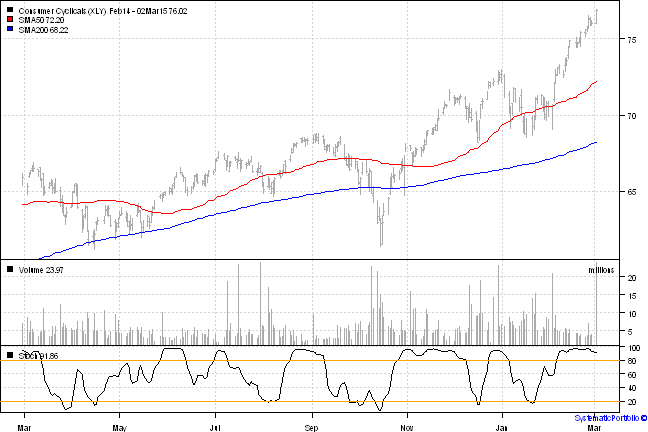 Consumer Cyclicals (XLY) Feb14 - 02Mar15 76.02
SMA50 72.20
SMA200 68.22
75
70
65
Volume 23.97
millions
20
15
10
5
91.86
100
80
60
40
20
Mar May Jul Sep Nov Jan Mar
SystematicPortfolio ©